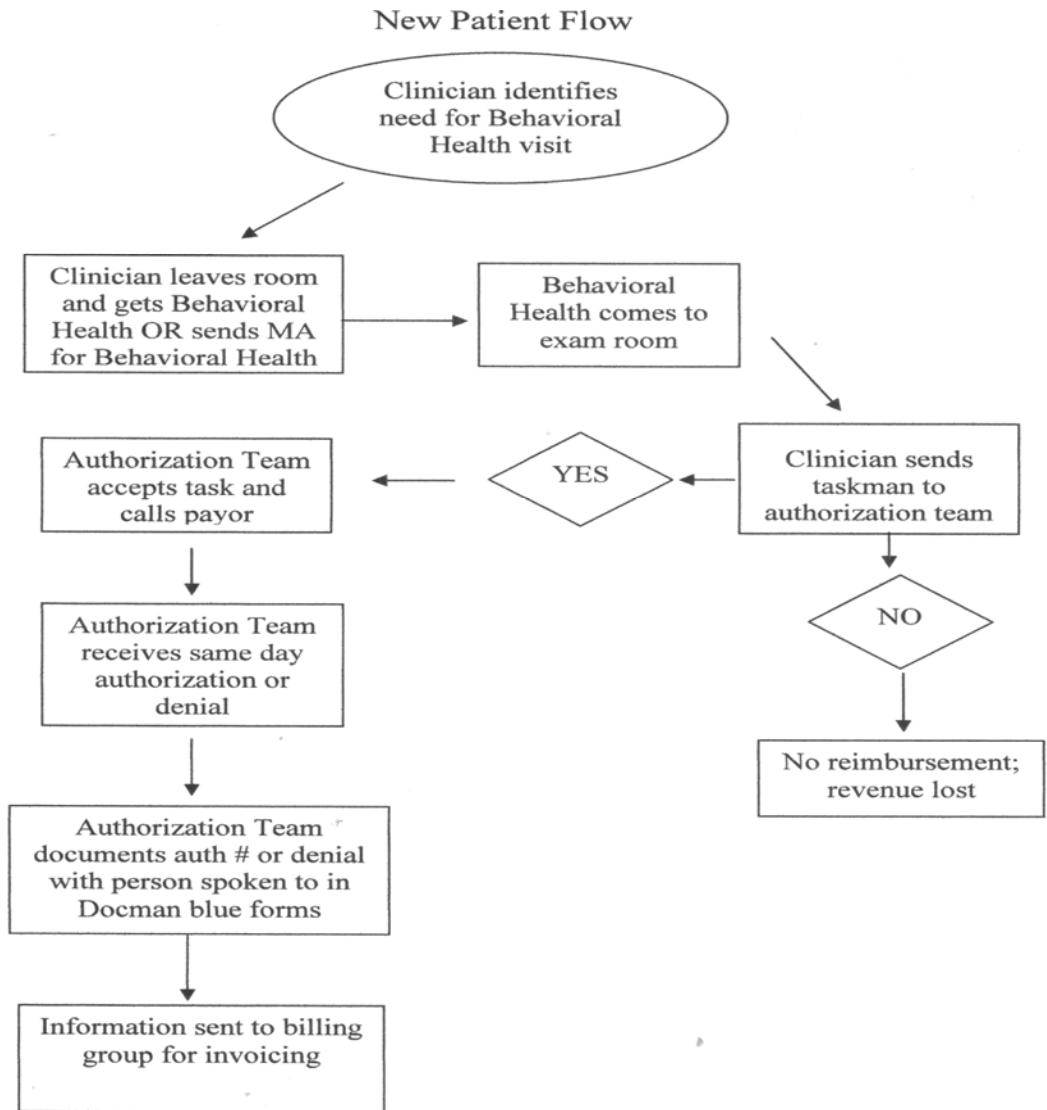 New Patient Flow
Clinician identifies
need for Behavioral
Health visit
Clinician leaves room
and gets Behavioral
Health OR sends MA
for Behavioral Health
Behavioral
Health comes to
exam room
Clinician sends
taskman to
authorization team
YES
Authorization Team
accepts task and
calls payor
NO
No reimbursement;
revenue lost
Authorization Team
receives same day
authorization or
denial
Authorization Team
documents auth # or denial
with person spoken to in
Docman blue forms
Information sent to billing
group for invoicing